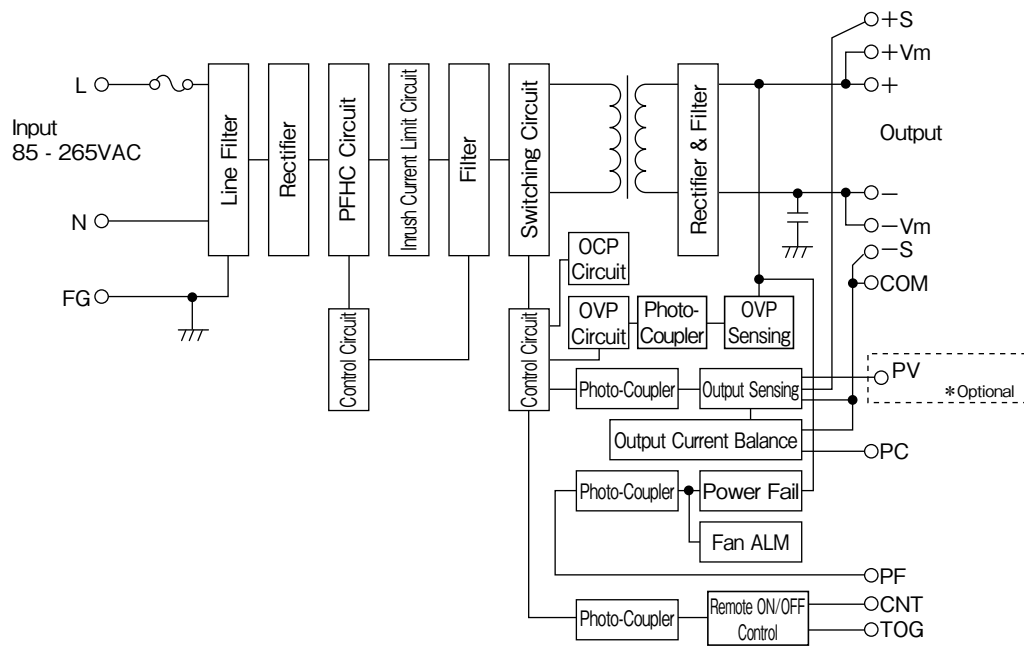 +S
+Vm
L
+
Input
85 - 265VAC
Line Filter
Rectifier
PFHC Circuit
Inrush Current Limit Circuit
Filter
Switching Circuit
Rectifier & Filter
Output
N
−
−Vm
−S
FG
COM
OCP
Circuit
Control Circuit
Control Circuit
OVP
Circuit
Photo-
Coupler
OVP
Sensing
PV
*Optional
Photo-Coupler
Output Sensing
Output Current Balance
PC
Photo-Coupler
Power Fail
Fan ALM
PF
Photo-Coupler
Remote ON/OFF
Control
CNT
TOG